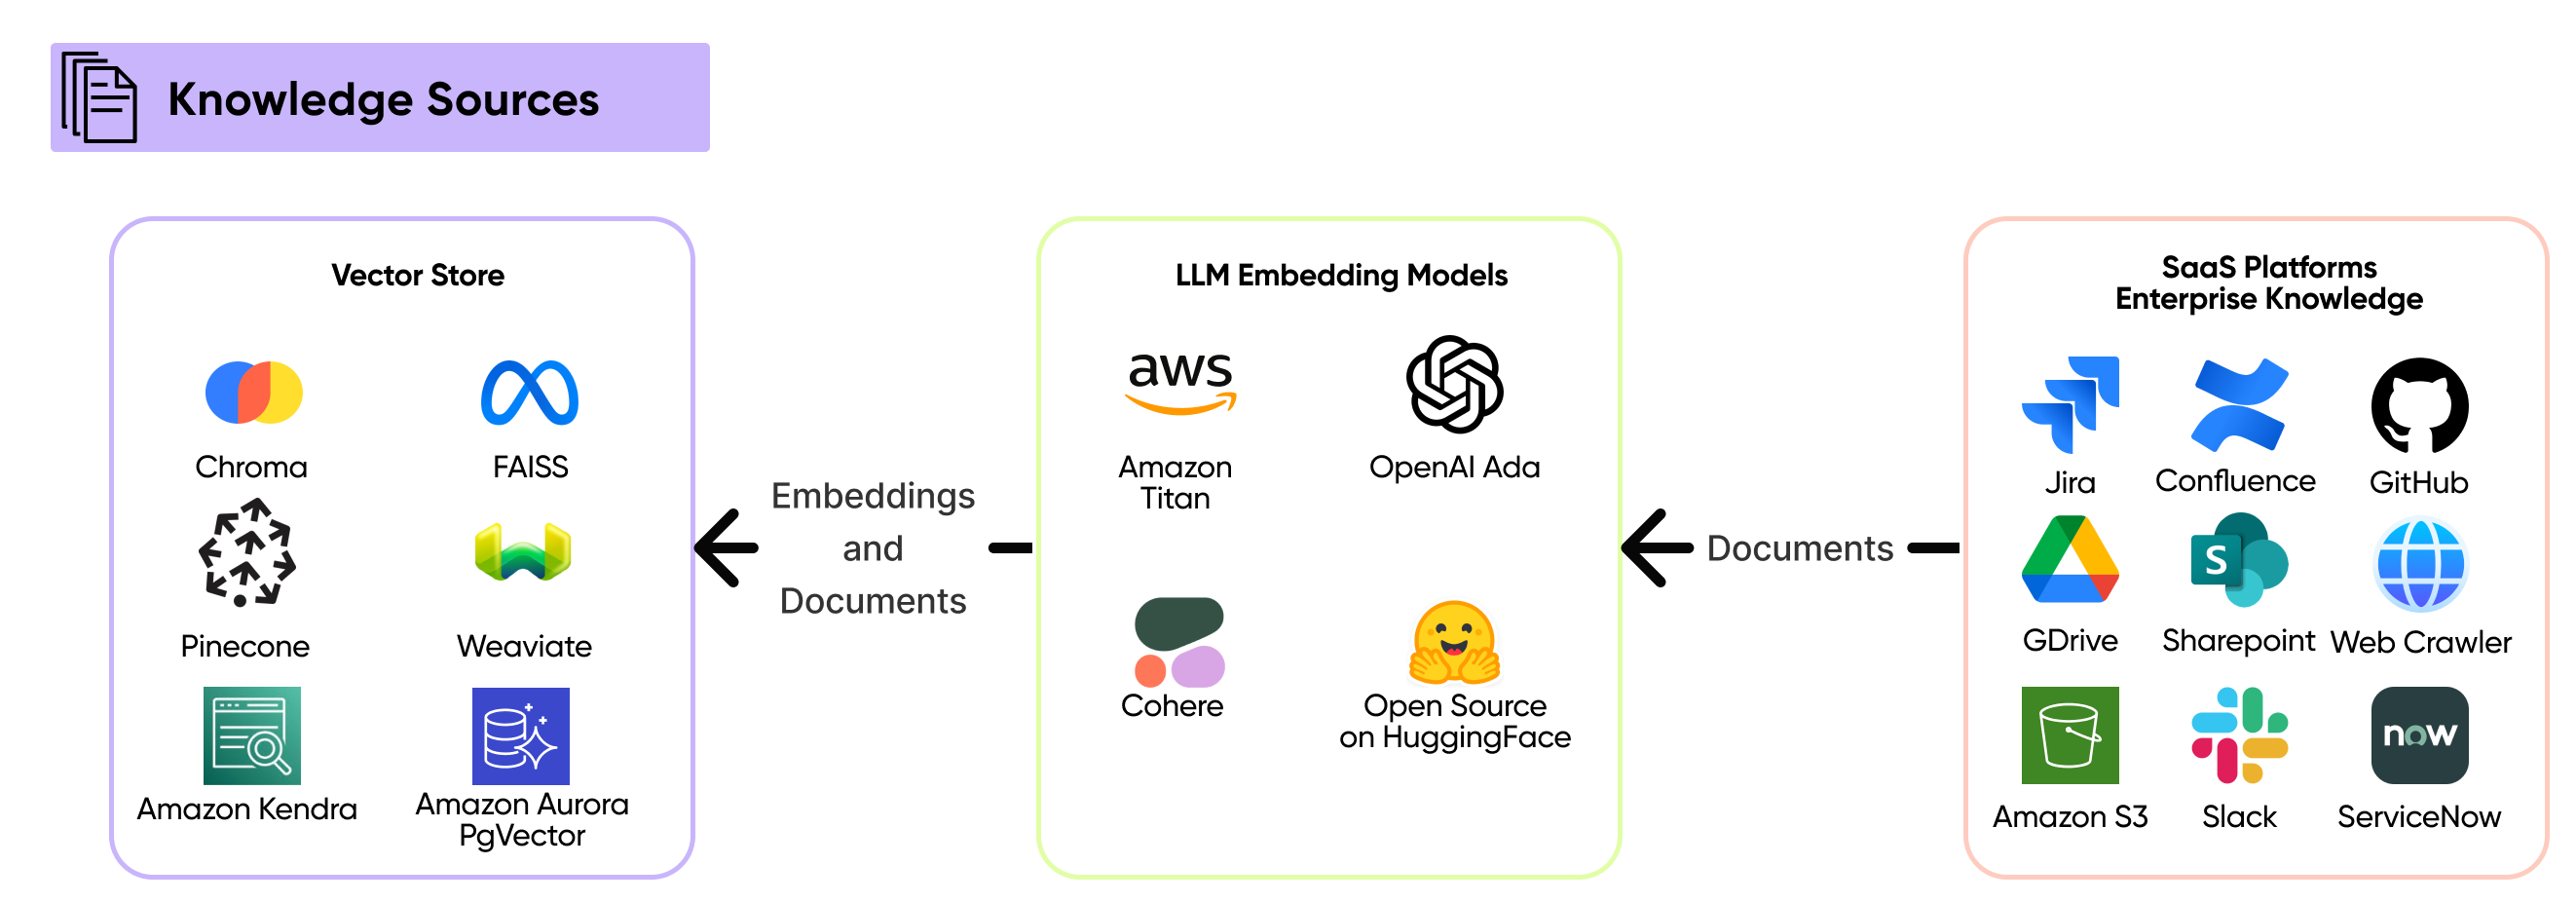 Knowledge Sources
Vector Store
Chroma
FAISS
Pinecone
Weaviate
Amazon Kendra
Amazon Aurora
PgVector
Embeddings
and
Documents
LLM Embedding Models
aws
Amazon
Titan
OpenAI Ada
Cohere
Open Source
on HuggingFace
Documents
SaaS Platforms
Enterprise Knowledge
Jira
Confluence
GitHub
GDrive
S
Sharepoint
Web Crawler
Amazon S3
Slack
now
ServiceNow